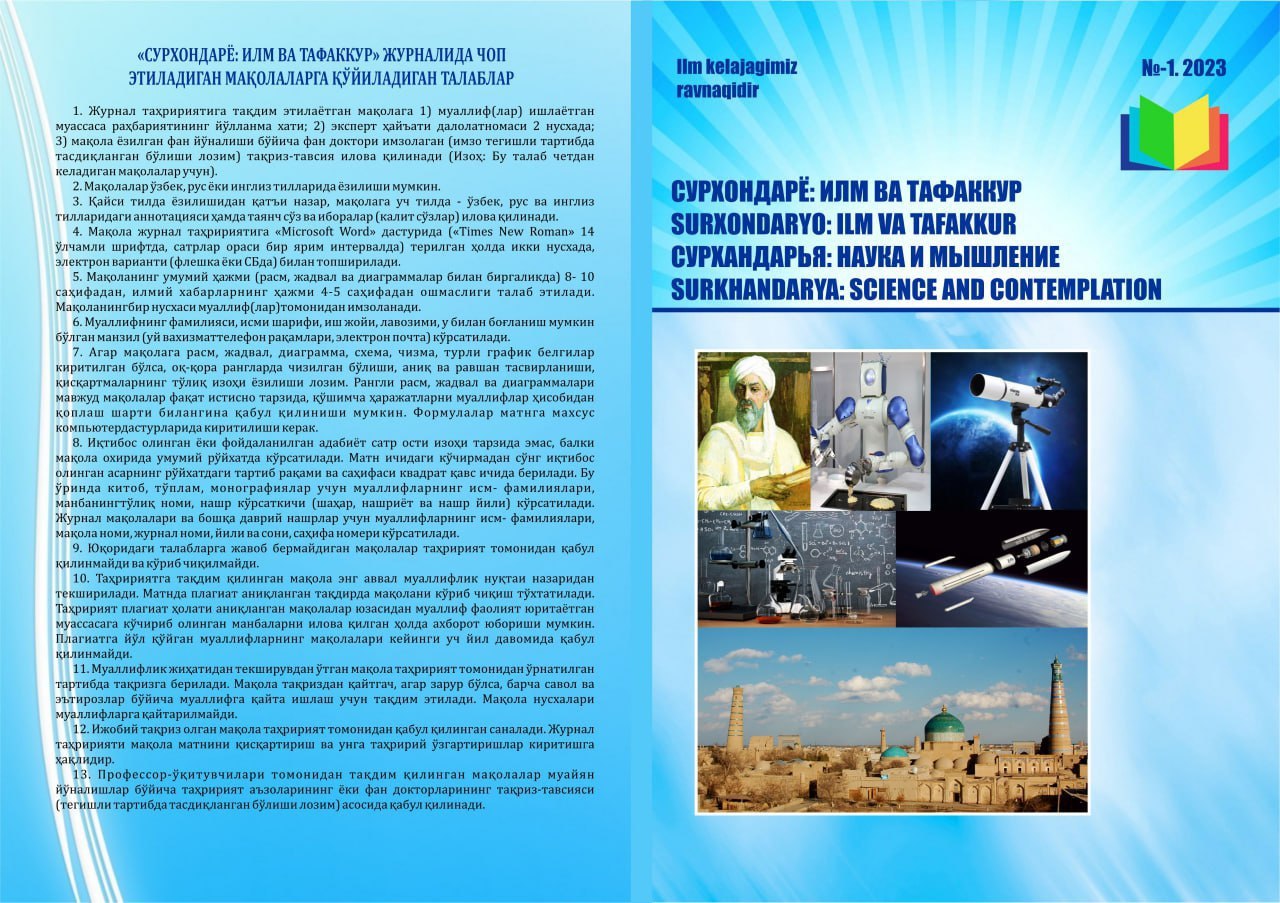 «СУРХОНДАРЁ: ИЛМ ВА ТАФАККУР» ЖУРНАЛИДА ЧОП
ЭТИЛАДИГАН МАҚОЛАЛАРГА ҚЎЙИЛАДИГАН ТАЛАБЛАР
1. Журнал таҳририятига тақдим этилаётган мақолага 1) муаллиф(лар) ишлаётган
муассаса раҳбариятининг йўлланма хати; 2) эксперт ҳайъати далолатномаси 2 нусхада;
3) мақола ёзилган фан йўналиши бўйича фан доктори имзолаган (имзо тегишли тартибда
тасдиқланган бўлиши лозим) тақриз-тавсия илова қилинади (Изоҳ: Бу талаб четдан
келадиган мақолалар учун).
2. Мақолалар ўзбек, рус ёки инглиз тилларида ёзилиши мумкин.
3. Қайси тилда ёзилишидан қатъи назар, мақолага уч тилда - ўзбек, рус ва инглиз
тилларидаги аннотацияси ҳамда таянч сўз ва иборалар (калит сўзлар) илова қилинади.
4. Мақола журнал таҳририятига «Microsoft Word» дастурида («Times New Roman» 14
ўлчамли шрифтда, сатрлар ораси бир ярим интервалда) терилган ҳолда икки нусхада,
электрон варианти (флешка ёки СБда) билан топширилади.
5. Мақоланинг умумий ҳажми (расм, жадвал ва диаграммалар билан биргаликда) 8- 10
саҳифадан, илмий хабарларнинг ҳажми 4-5 саҳифадан ошмаслиги талаб этилади.
Мақоланингбир нусхаси муаллиф(лар)томонидан имзоланади.
6. Муаллифнинг фамилияси, исми шарифи, иш жойи, лавозими, у билан боғланиш мумкин
бўлган манзил (уй вахизматтелефон рақамлари, электрон почта) кўрсатилади.
7. Агар мақолага расм, жадвал, диаграмма, схема, чизма, турли график белгилар
киритилган бўлса, оқ-қора рангларда чизилган бўлиши, аниқ ва равшан тасвирланиши,
қисқартмаларнинг тўлиқ изоҳи ёзилиши лозим. Рангли расм, жадвал ва диаграммалари
мавжуд мақолалар фақат истисно тарзида, қўшимча ҳаражатларни муаллифлар ҳисобидан
қоплаш шарти билангина қабул қилиниши мумкин. Формулалар матнга махсус
компьютердастурларида киритилиши керак.
8. Иқтибос олинган ёки фойдаланилган адабиёт сатр ости изоҳи тарзида эмас, балки
мақола охирида умумий рўйхатда кўрсатилади. Матн ичидаги кўчирмадан сўнг иқтибос
олинган асарнинг рўйхатдаги тартиб рақами ва саҳифаси квадрат қавс ичида берилади. Бу
ўринда китоб, тўплам, монографиялар учун муаллифларнинг исм- фамилиялари,
манбанингтўлиқ номи, нашр кўрсаткичи (шаҳар, нашриёт ва нашр йили) кўрсатилади.
Журнал мақолалари ва бошқа даврий нашрлар учун муаллифларнинг исм- фамилиялари,
мақола номи, журнал номи, йили ва сони, саҳифа номери кўрсатилади.
9. Юқоридаги талабларга жавоб бермайдиган мақолалар таҳририят томонидан қабул
қилинмайди ва кўриб чиқилмайди.
10. Таҳририятга тақдим қилинган мақола энг аввал муаллифлик нуқтаи назаридан
текширилади. Матнда плагиат аниқланган тақдирда мақолани кўриб чиқиш тўхтатилади.
Таҳририят плагиат ҳолати аниқланган мақолалар юзасидан муаллиф фаолият юритаётган
муассасага кўчириб олинган манбаларни илова қилган ҳолда ахборот юбориши мумкин.
Плагиатга йўл қўйган муаллифларнинг мақолалари кейинги уч йил давомида қабул
қилинмайди.
11. Муаллифлик жиҳатидан текширувдан ўтган мақола таҳририят томонидан ўрнатилган
тартибда тақризга берилади. Мақола тақриздан қайтгач, агар зарур бўлса, барча савол ва
эътирозлар бўйича муаллифга қайта ишлаш учун тақдим этилади. Мақола нусхалари
муаллифларга қайтарилмайди.
12. Ижобий тақриз олган мақола таҳририят томонидан қабул қилинган саналади. Журнал
таҳририяти мақола матнини қисқартириш ва унга таҳририй ўзгартиришлар киритишга
ҳақлидир.
13. Профессор-ўқитувчилари томонидан тақдим қилинган мақолалар муайян
йўналишлар бўйича таҳририят аъзоларининг ёки фан докторларининг тақриз-тавсияси
(тегишли тартибда тасдиқланган бўлиши лозим) асосида қабул қилинади.
Ilm kelajagimiz
ravnaqidir
№-1. 2023
СУРХОНДАРЁ: ИЛМ ВА ТАФАККУР
SURXONDARYO: ILM VA TAFAKKUR
СУРХАНДАРЬЯ: НАУКА И МЫШЛЕНИЕ
SURKHANDARYA: SCIENCE AND CONTEMPLATION
chemistry